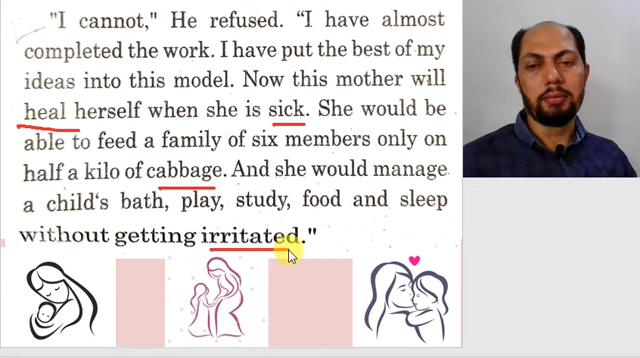 "I cannot," He refused. “I have almost
completed the work. I have put the best of my
ideas into this model. Now this mother will
heal herself when she is sick. She would be
able to feed a family of six members only on
half a kilo of cabbage. And she would manage
a child‘s bath, play, study, food and sleep
without getting irritated."